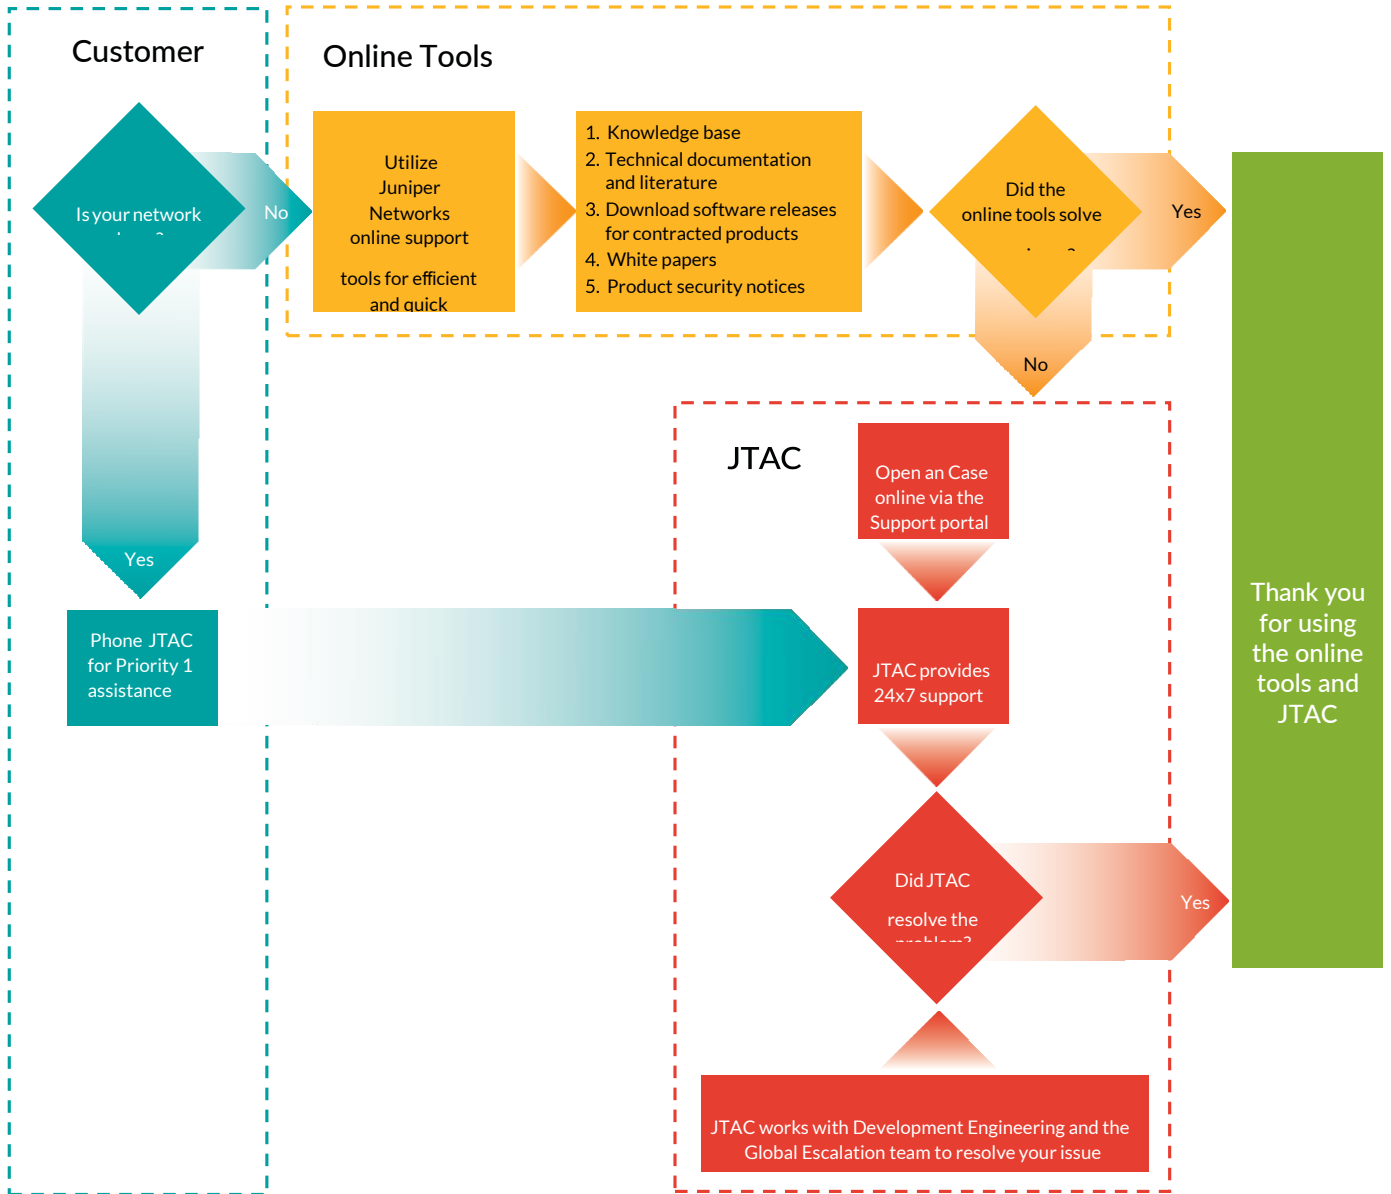 Customer
Is your network
No
Yes
Phone JTAC
for Priority 1
assistance
Online Tools
Utilize
Juniper
Networks
online support
tools for efficient
and quick
1. Knowledge base
2. Technical documentation
and literature
3. Download software releases
for contracted products
4. White papers
5. Product security notices
Did the
online tools solve
Yes
No
JTAC
Open an Case
online via the
Support portal
JTAC provides
24x7 support
Did JTAC
resolve the
problem?
Yes
JTAC works with Development Engineering and the
Global Escalation team to resolve your issue
Thank you
for using
the online
tools and
JTAC